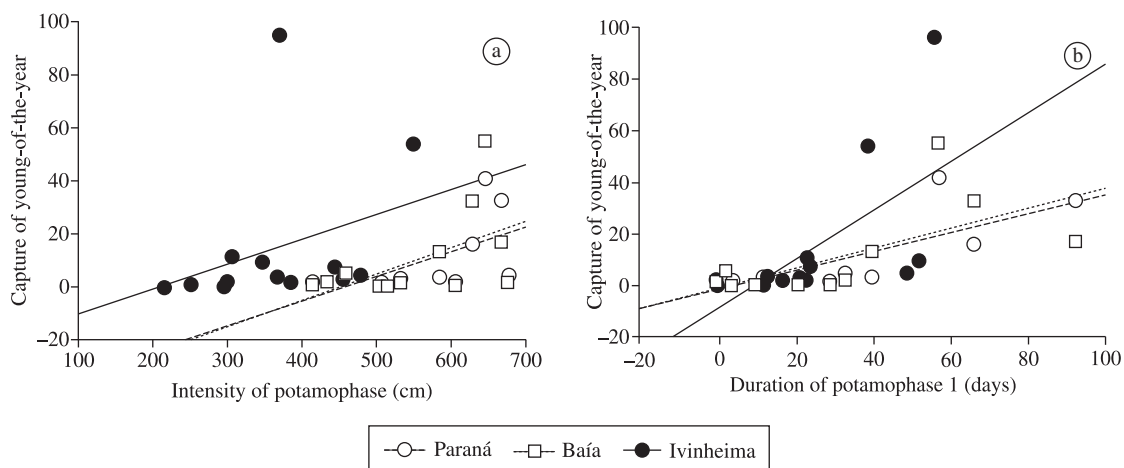 100
80
60
40
20
0
−20
Capture of young-of-the-year
a
100 200 300 400 500 600 700
Intensity of potamophase (cm)
100
80
60
40
20
0
−20
Capture of young-of-the-year
b
−20 0 20 40 60 80 100
Duration of potamophase 1 (days)
Paraná Baía Ivinheima